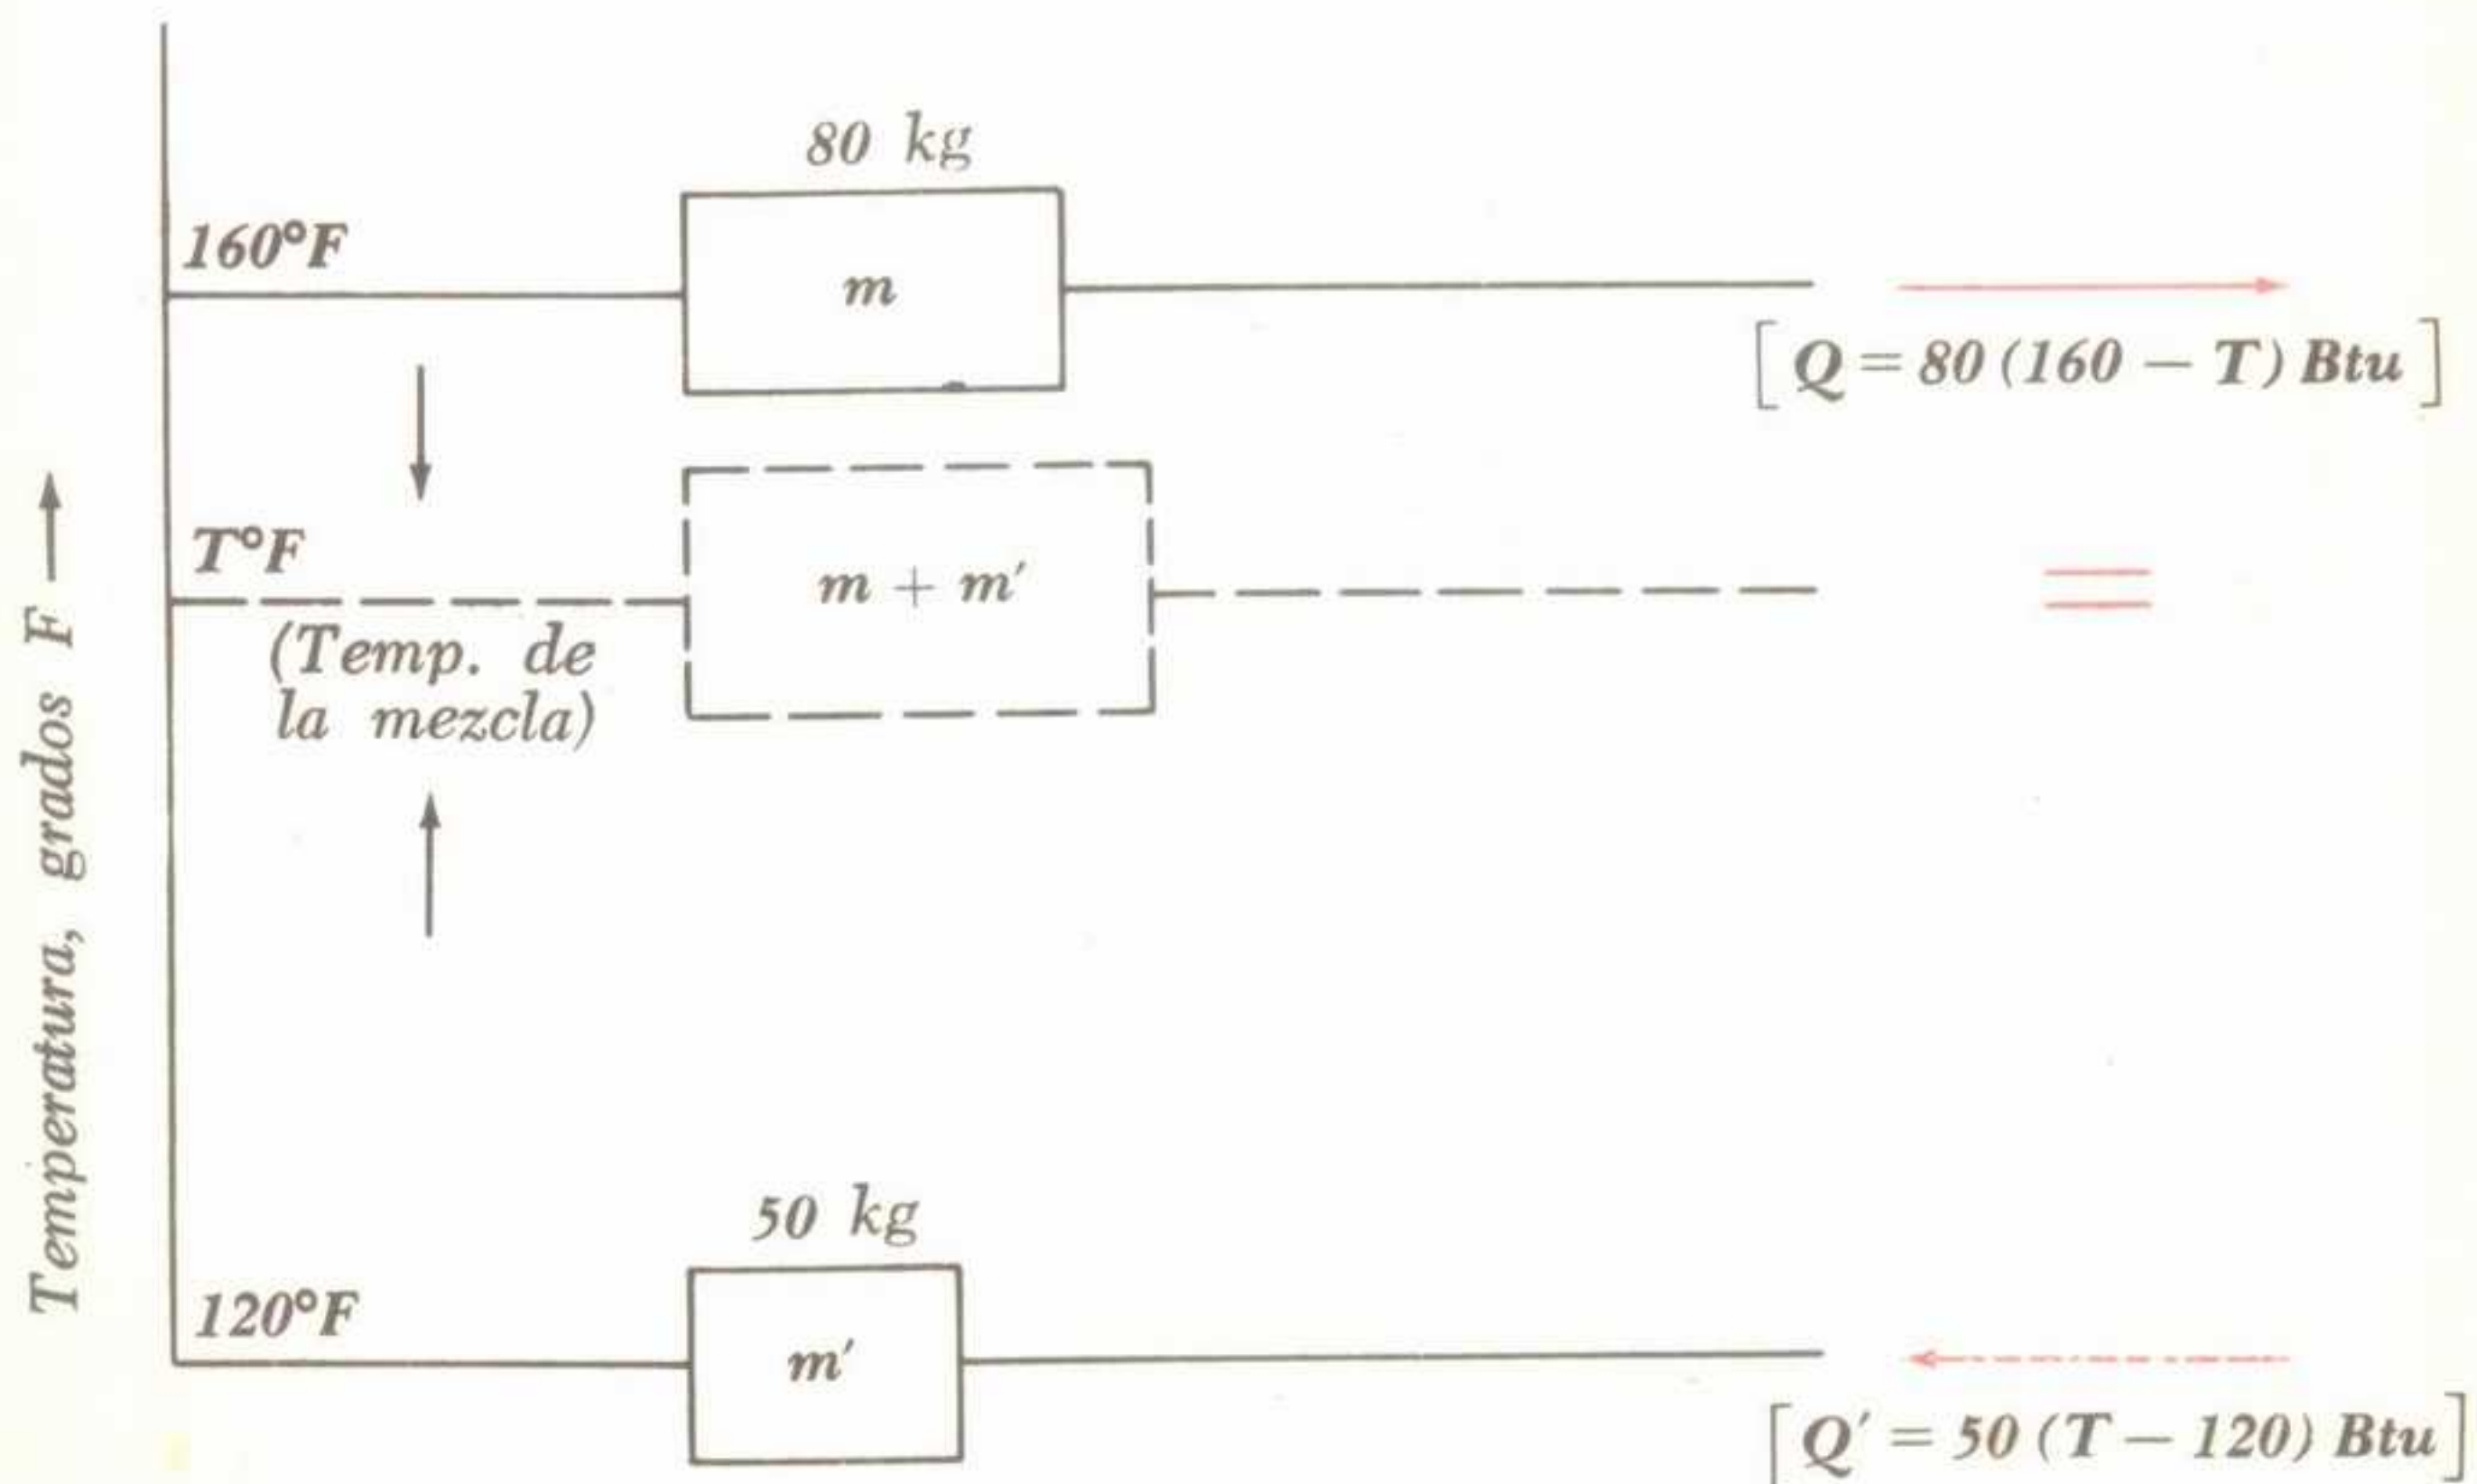 80 kg
160°F
m
[ Q = 80 (160 − T) Btu ]
T°F
m + m′
=
(Temp. de
la mezcla)
Temperatura, grados F →
50 kg
120°F
m′
[ Q′ = 50 (T − 120) Btu ]